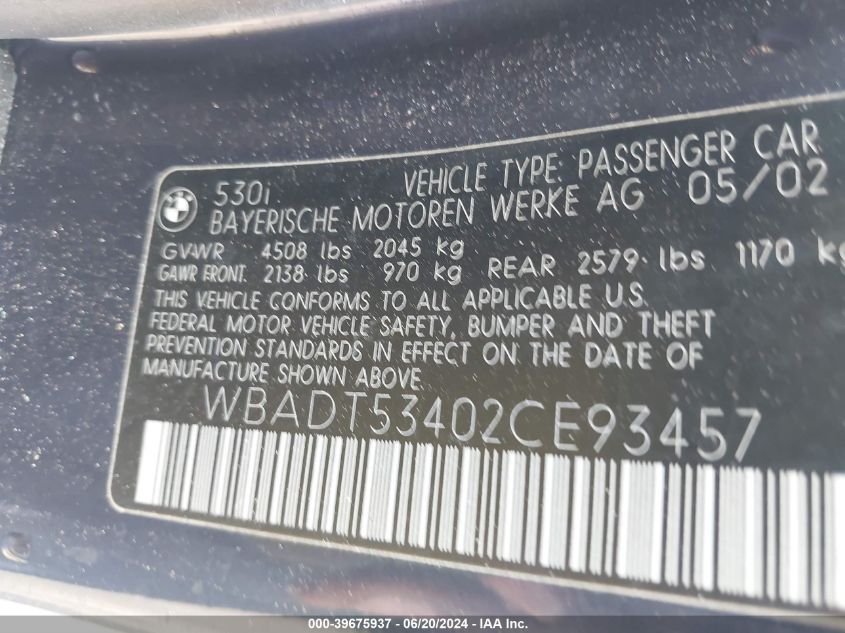 530i VEHICLE TYPE: PASSENGER CAR
BAYERISCHE MOTOREN WERKE AG 05/02
GVWR 4508 lbs 2045 kg
GAWR FRONT: 2138 lbs 970 kg REAR 2579 lbs 1170 kg
THIS VEHICLE CONFORMS TO ALL APPLICABLE U.S.
FEDERAL MOTOR VEHICLE SAFETY, BUMPER AND THEFT
PREVENTION STANDARDS IN EFFECT ON THE DATE OF
MANUFACTURE SHOWN ABOVE.
WBADT53402CE93457
000-39675937 - 06/20/2024 - IAAI